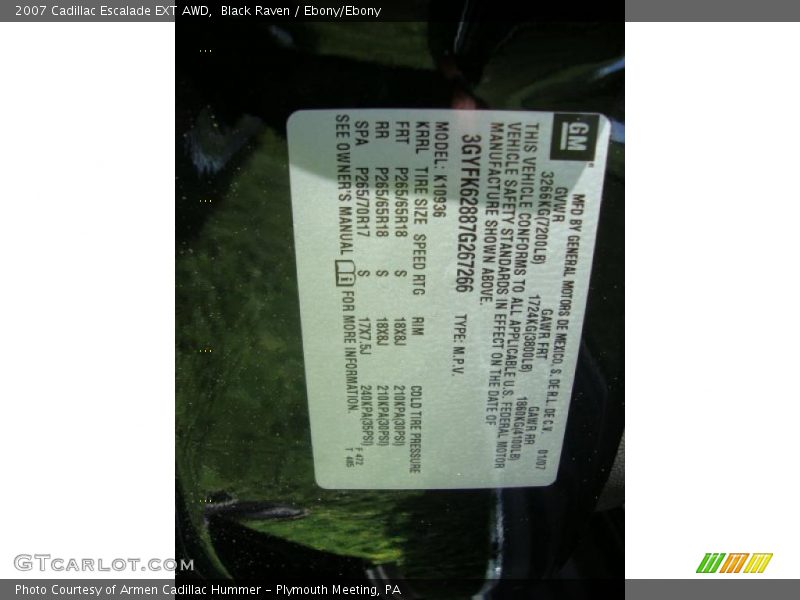 2007 Cadillac Escalade EXT AWD, Black Raven / Ebony/Ebony
GM
MFD BY GENERAL MOTORS DE MEXICO, S. DE R.L. DE C.V. 01/07
GVWR GAWR FRT GAWR RR
3266KG(7200LB) 1724KG(3800LB) 1860KG(4100LB)
THIS VEHICLE CONFORMS TO ALL APPLICABLE U.S. FEDERAL MOTOR
VEHICLE SAFETY STANDARDS IN EFFECT ON THE DATE OF
MANUFACTURE SHOWN ABOVE.
3GYFK62887G267266 TYPE: M.P.V.
MODEL: K10936
KRRL TIRE SIZE SPEED RTG RIM COLD TIRE PRESSURE
FRT P265/65R18 S 18X8J 210KPA(30PSI)
RR P265/65R18 S 18X8J 210KPA(30PSI)
SPA P265/70R17 S 17X7.5J 240KPA(35PSI)
SEE OWNER'S MANUAL FOR MORE INFORMATION.
F 472
T 485
GTcarlot.com
Photo Courtesy of Armen Cadillac Hummer - Plymouth Meeting, PA